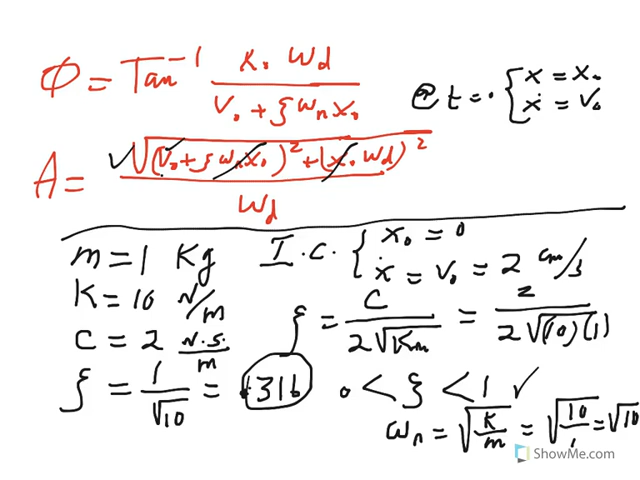 Φ = Tan⁻¹ x₀ ωd / V₀ + ξ ωn x₀
@ t = 0 { x = x₀
ẋ = v₀
A = √((V₀ + ξ ωn x₀)² + (x₀ ωd)²) / ωd
m = 1 Kg
I.C. { x₀ = 0
ẋ = v₀ = 2 cm/s
K = 10 N/m
C = 2 N.S./m
ξ = C / 2√Km = 2 / 2√(10)(1)
ξ = 1/√10 = .316
0 < ξ < 1 ✓
ωn = √K/m = √10/1 = √10
ShowMe.com